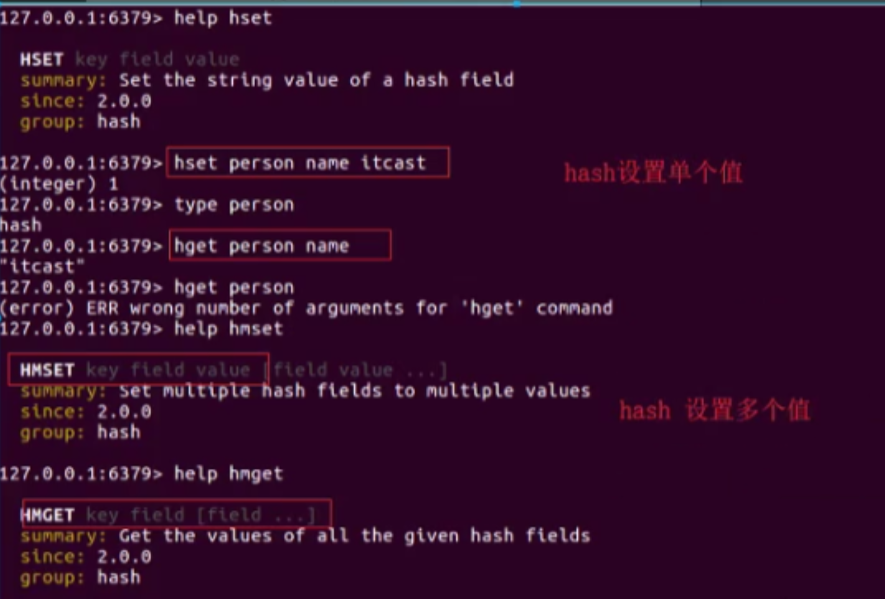 127.0.0.1:6379> help hset
HSET key field value
summary: Set the string value of a hash field
since: 2.0.0
group: hash
127.0.0.1:6379> hset person name itcast
hash设置单个值
(integer) 1
127.0.0.1:6379> type person
hash
127.0.0.1:6379> hget person name
"itcast"
127.0.0.1:6379> hget person
(error) ERR wrong number of arguments for 'hget' command
127.0.0.1:6379> help hmset
HMSET key field value [field value ...]
summary: Set multiple hash fields to multiple values
since: 2.0.0
hash 设置多个值
group: hash
127.0.0.1:6379> help hmget
HMGET key field [field ...]
summary: Get the values of all the given hash fields
since: 2.0.0
group: hash